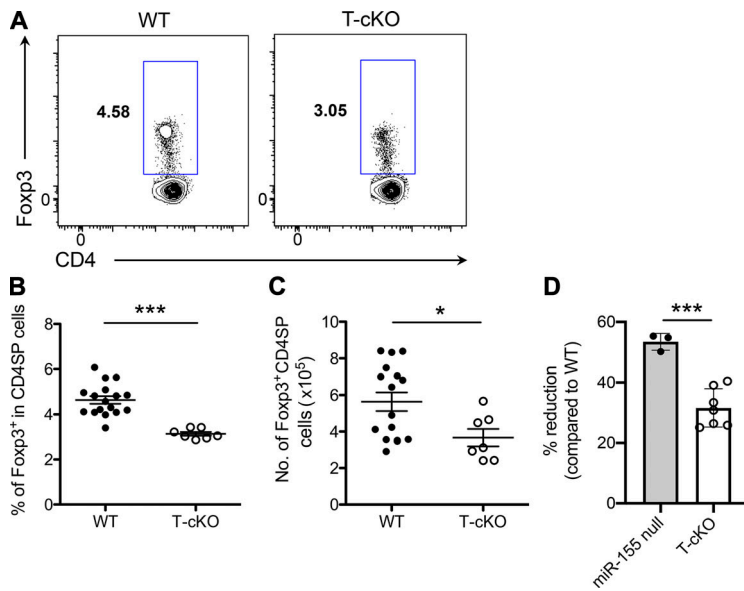 A
WT
T-cKO
Foxp3
4.58
3.05
0
0
0
0
CD4
B
% of Foxp3⁺ in CD4SP cells
8
6
4
2
0
***
WT
T-cKO
C
No. of Foxp3⁺CD4SP
cells (x10⁵)
10
8
6
4
2
0
*
WT
T-cKO
D
% reduction
(compared to WT)
60
40
20
0
***
miR-155 null
T-cKO